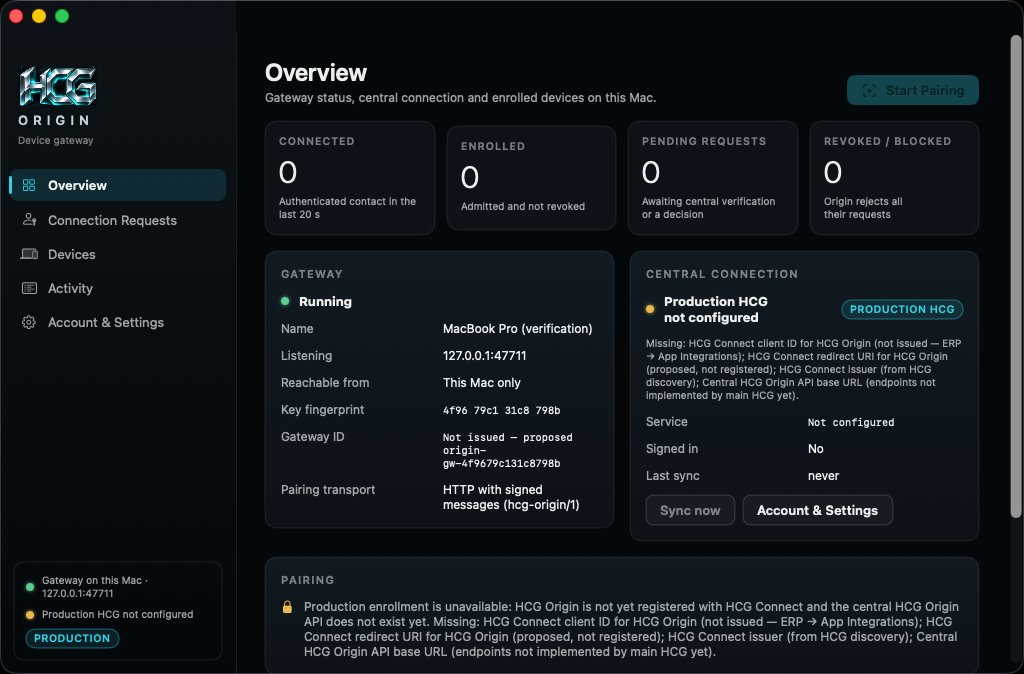 HCG
ORIGIN
Device gateway
Overview
Connection Requests
Devices
Activity
Account & Settings
Gateway on this Mac ·
127.0.0.1:47711
Production HCG not configured
PRODUCTION
Overview
Gateway status, central connection and enrolled devices on this Mac.
Start Pairing
CONNECTED
0
Authenticated contact in the
last 20 s
ENROLLED
0
Admitted and not revoked
PENDING REQUESTS
0
Awaiting central verification
or a decision
REVOKED / BLOCKED
0
Origin rejects all
their requests
GATEWAY
Running
Name MacBook Pro (verification)
Listening 127.0.0.1:47711
Reachable from This Mac only
Key fingerprint 4f96 79c1 31c8 798b
Gateway ID Not issued — proposed
origin-
gw-4f9679c131c8798b
Pairing transport HTTP with signed
messages (hcg-origin/1)
CENTRAL CONNECTION
Production HCG
not configured
PRODUCTION HCG
Missing: HCG Connect client ID for HCG Origin (not issued — ERP
→ App Integrations); HCG Connect redirect URI for HCG Origin
(proposed, not registered); HCG Connect issuer (from HCG
discovery); Central HCG Origin API base URL (endpoints not
implemented by main HCG yet).
Service Not configured
Signed in No
Last sync never
Sync now
Account & Settings
PAIRING
Production enrollment is unavailable: HCG Origin is not yet registered with HCG Connect and the central HCG Origin
API does not exist yet. Missing: HCG Connect client ID for HCG Origin (not issued — ERP → App Integrations); HCG
Connect redirect URI for HCG Origin (proposed, not registered); HCG Connect issuer (from HCG discovery); Central
HCG Origin API base URL (endpoints not implemented by main HCG yet).